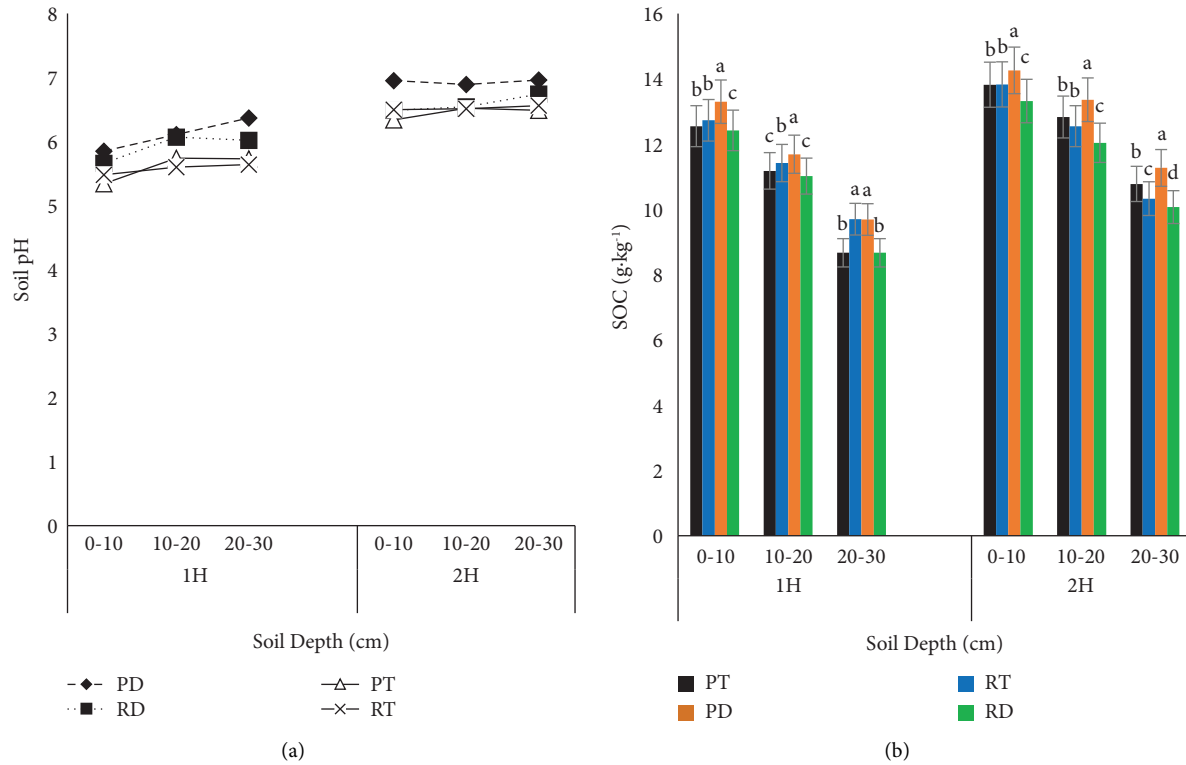 8
7
6
5
4
3
2
1
0
Soil pH
0-10 10-20 20-30 0-10 10-20 20-30
1H 2H
Soil Depth (cm)
PD PT
RD RT
(a)
16
14
12
10
8
6
4
2
0
SOC (g·kg⁻¹)
b b a c
c b a c
b a a b
b b a c
b b a c
b c a d
0-10 10-20 20-30 0-10 10-20 20-30
1H 2H
Soil Depth (cm)
PT RT
PD RD
(b)